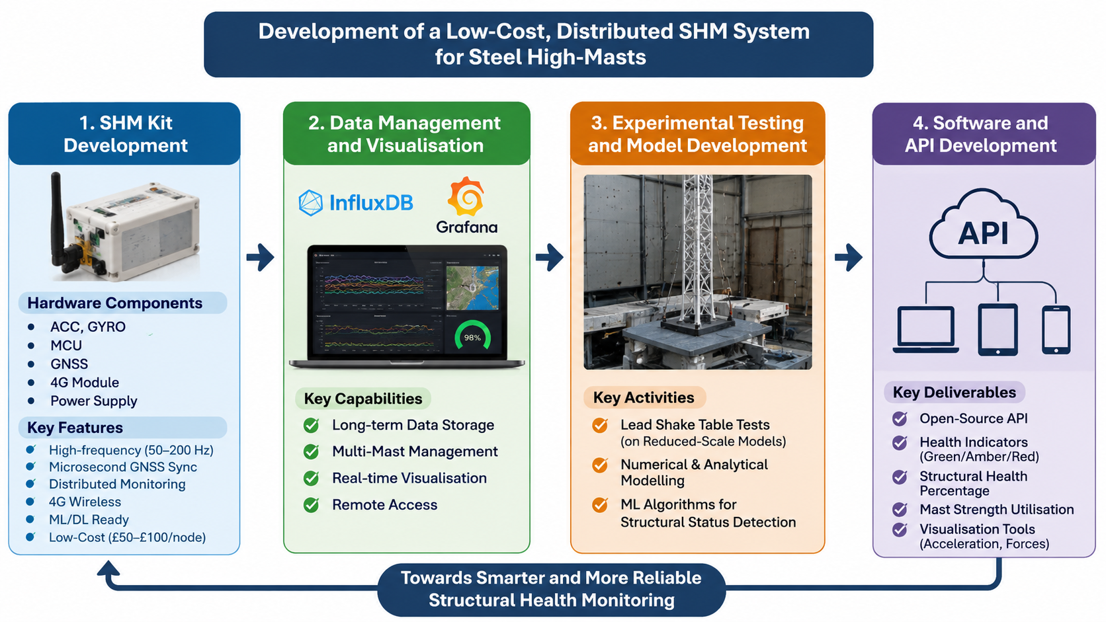 Development of a Low-Cost, Distributed SHM System
for Steel High-Masts
1. SHM Kit
Development
Hardware Components
ACC, GYRO
MCU
GNSS
4G Module
Power Supply
Key Features
High-frequency (50–200 Hz)
Microsecond GNSS Sync
Distributed Monitoring
4G Wireless
ML/DL Ready
Low-Cost (£50–£100/node)
2. Data Management
and Visualisation
InfluxDB
Grafana
98%
Key Capabilities
Long-term Data Storage
Multi-Mast Management
Real-time Visualisation
Remote Access
3. Experimental Testing
and Model Development
Key Activities
Lead Shake Table Tests
(on Reduced-Scale Models)
Numerical & Analytical
Modelling
ML Algorithms for
Structural Status Detection
4. Software and
API Development
API
Key Deliverables
Open-Source API
Health Indicators
(Green/Amber/Red)
Structural Health
Percentage
Mast Strength Utilisation
Visualisation Tools
(Acceleration, Forces)
Towards Smarter and More Reliable
Structural Health Monitoring